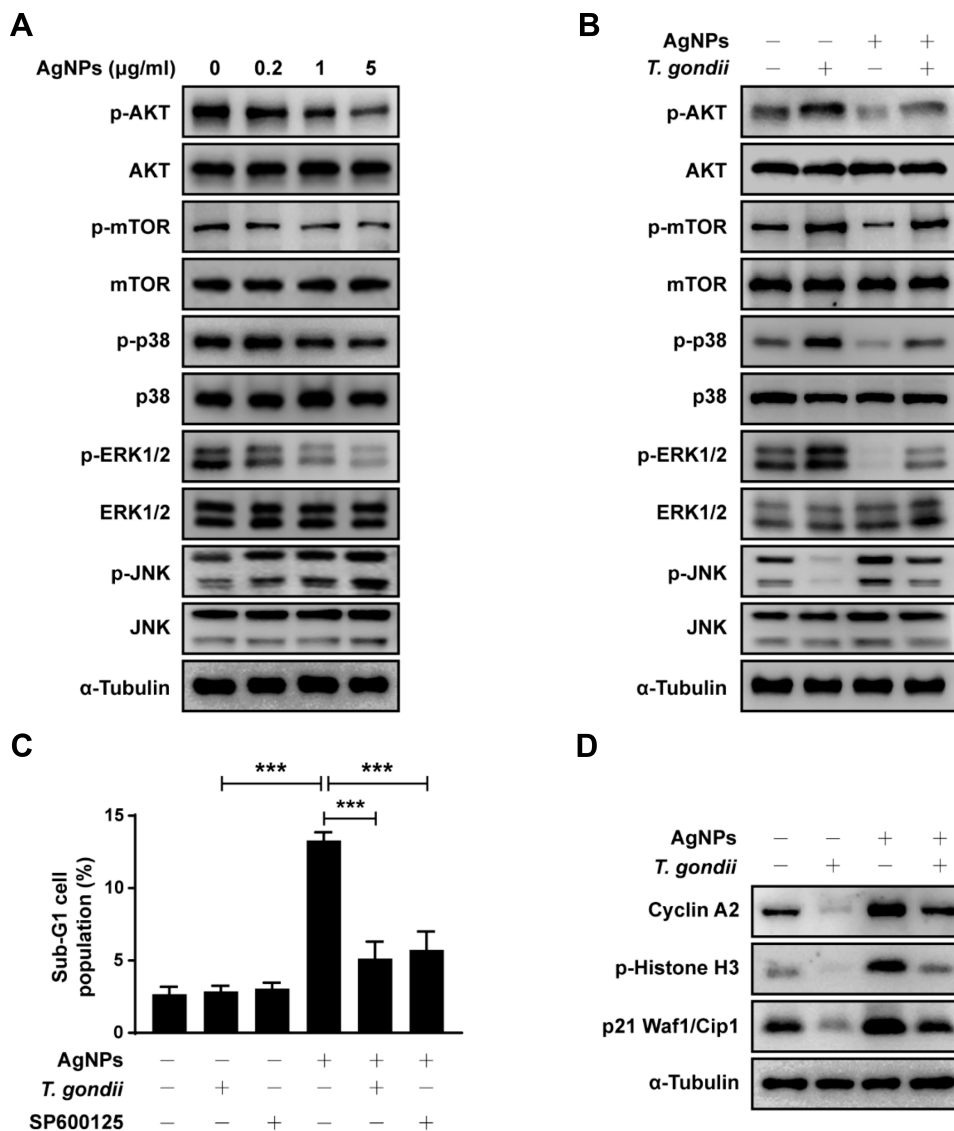 A
AgNPs (µg/ml) 0 0.2 1 5
p-AKT
AKT
p-mTOR
mTOR
p-p38
p38
p-ERK1/2
ERK1/2
p-JNK
JNK
α-Tubulin
B
AgNPs – – + +
T. gondii – + – +
p-AKT
AKT
p-mTOR
mTOR
p-p38
p38
p-ERK1/2
ERK1/2
p-JNK
JNK
α-Tubulin
C
*** ***
***
15
10
5
0
Sub-G1 cell
population (%)
AgNPs – – – + + +
T. gondii – + – – + –
SP600125 – – + – – +
D
AgNPs – – + +
T. gondii – + – +
Cyclin A2
p-Histone H3
p21 Waf1/Cip1
α-Tubulin